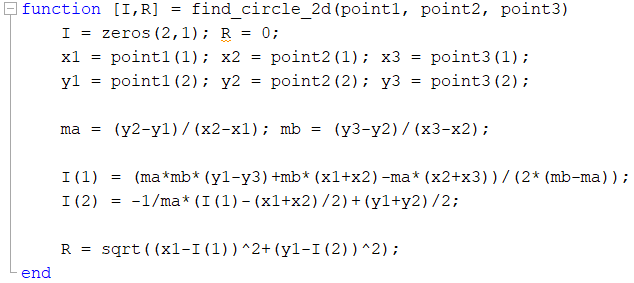 function [I,R] = find_circle_2d(point1, point2, point3)
I = zeros(2,1); R = 0;
x1 = point1(1); x2 = point2(1); x3 = point3(1);
y1 = point1(2); y2 = point2(2); y3 = point3(2);
ma = (y2-y1)/(x2-x1); mb = (y3-y2)/(x3-x2);
I(1) = (ma*mb*(y1-y3)+mb*(x1+x2)-ma*(x2+x3))/(2*(mb-ma));
I(2) = -1/ma*(I(1)-(x1+x2)/2)+(y1+y2)/2;
R = sqrt((x1-I(1))^2+(y1-I(2))^2);
end